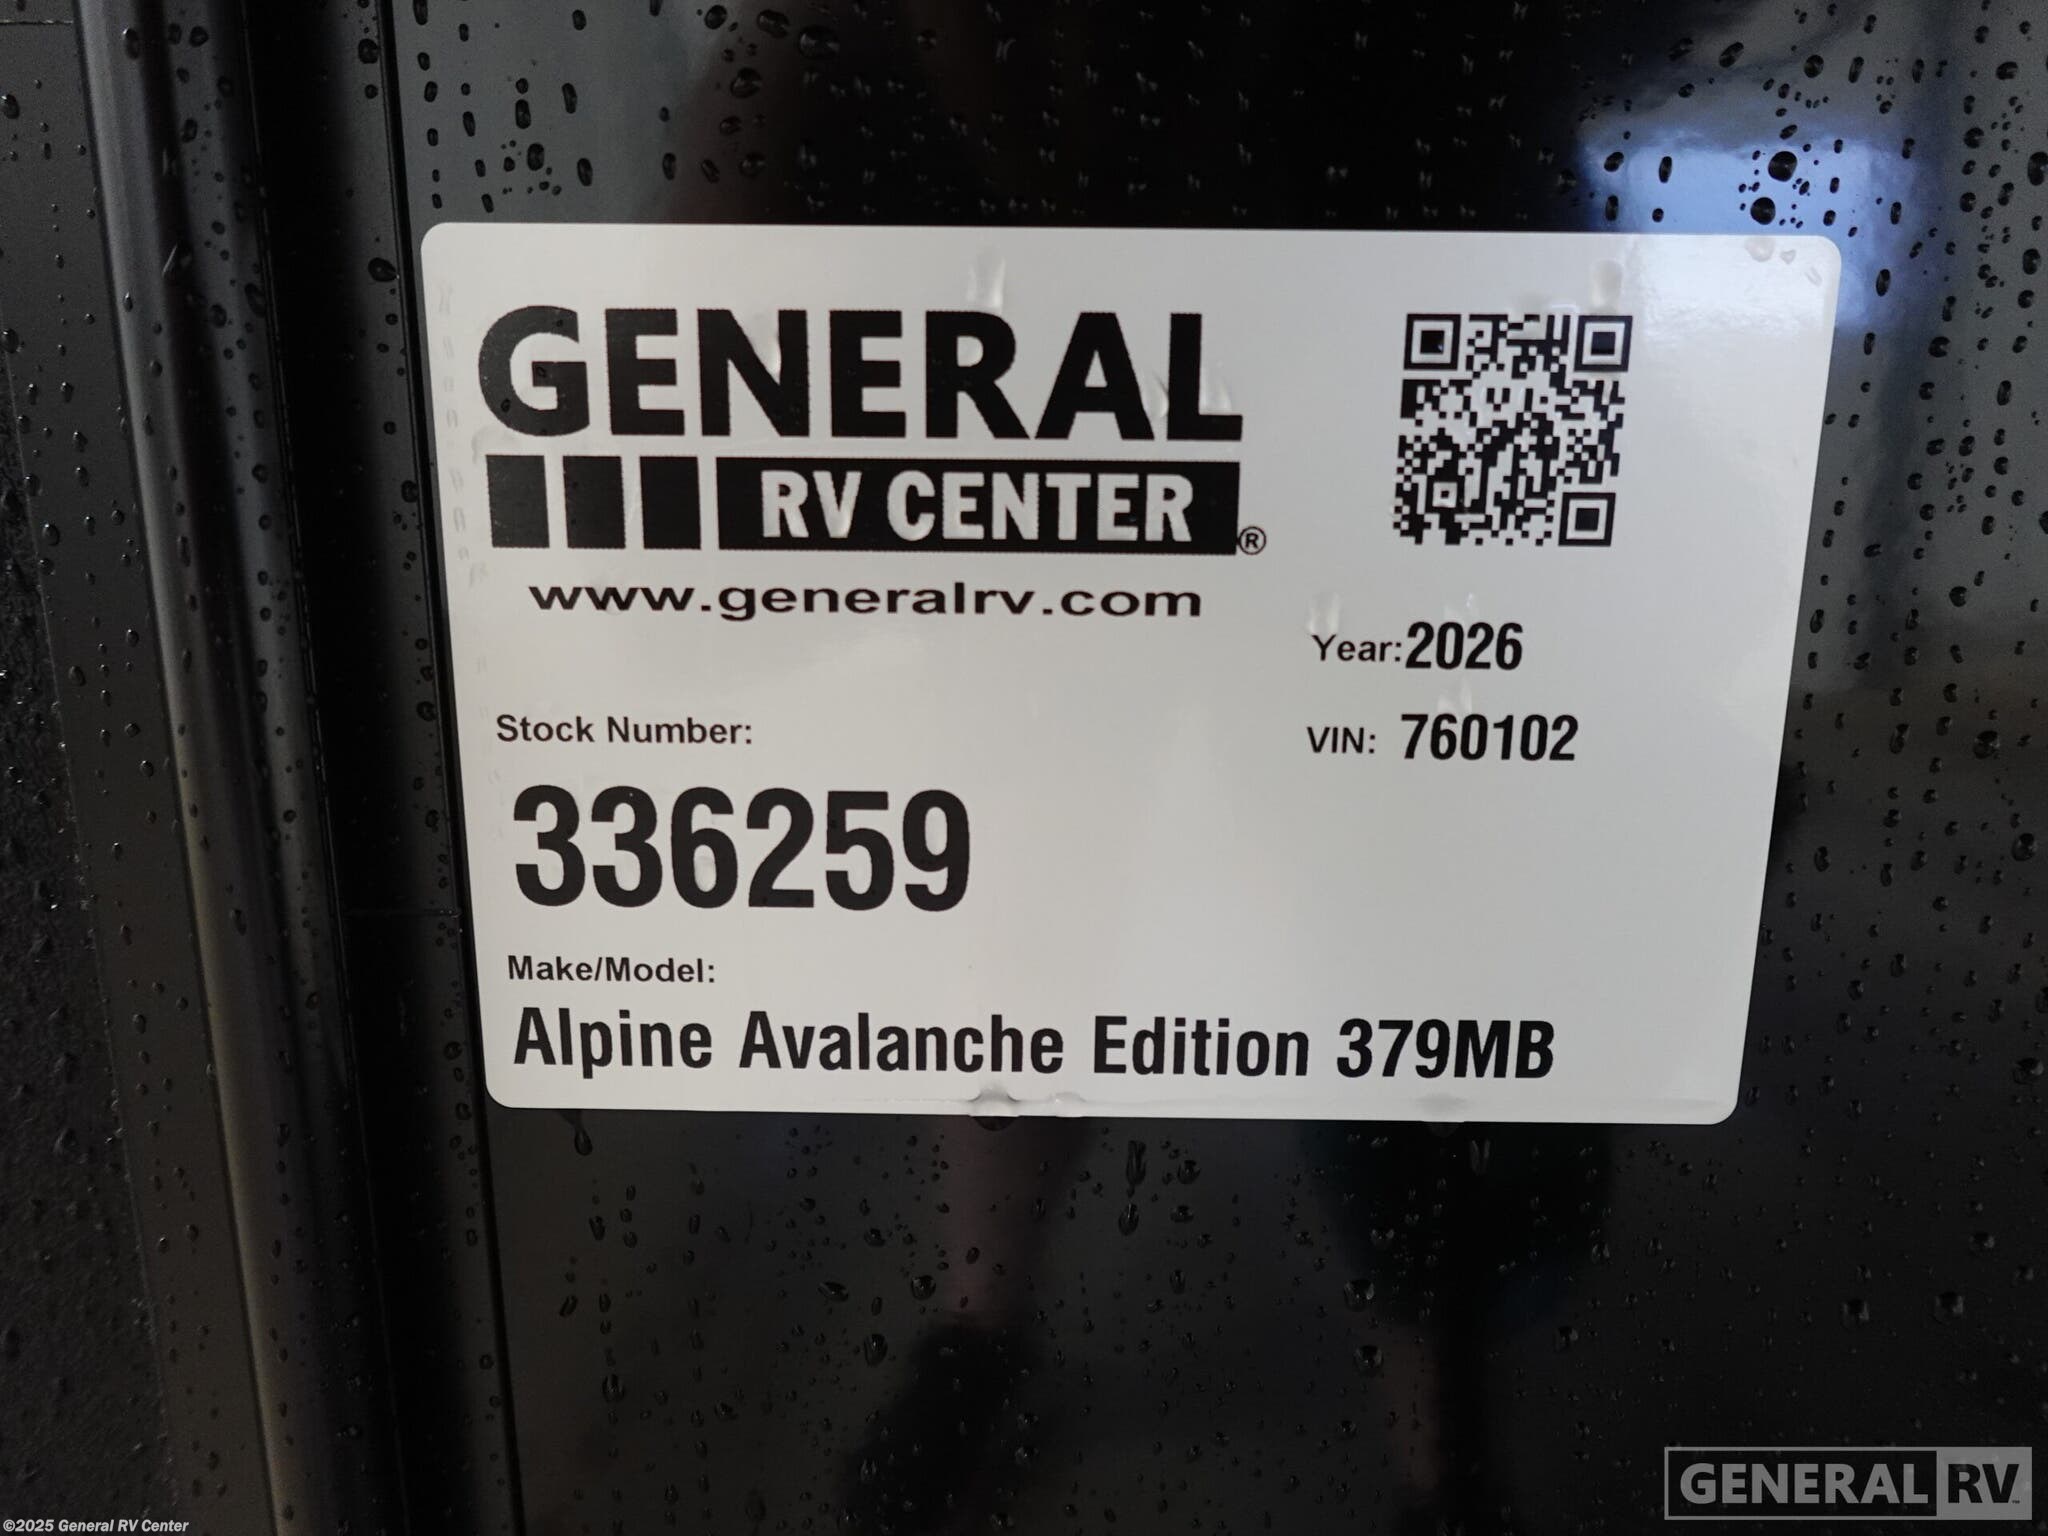 GENERAL
RV CENTER®
www.generalrv.com
Year: 2026
Stock Number:
VIN: 760102
336259
Make/Model:
Alpine Avalanche Edition 379MB
GENERAL RV™
©2025 General RV Center